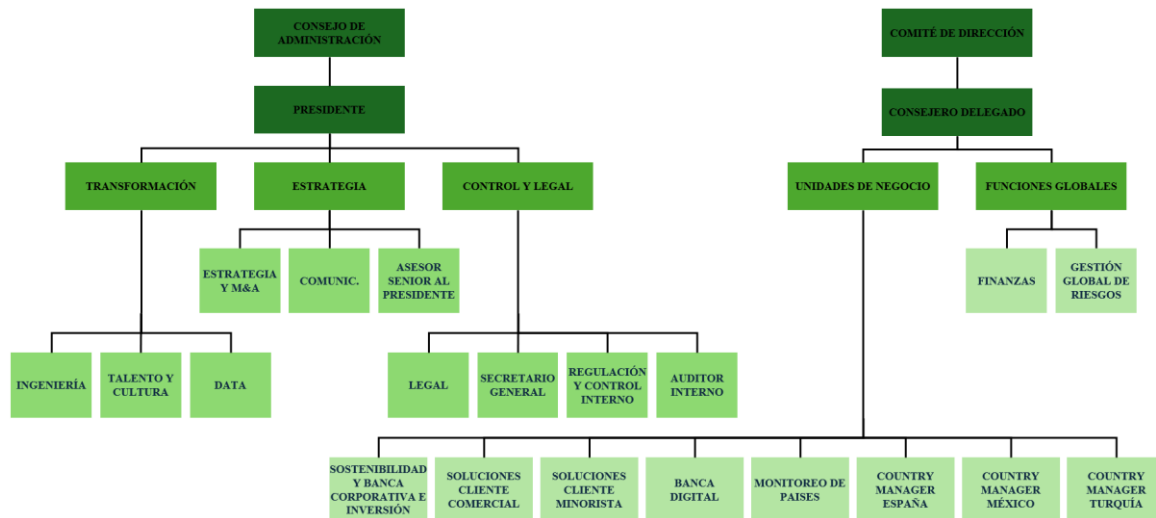 CONSEJO DE
ADMINISTRACIÓN
COMITÉ DE DIRECCIÓN
PRESIDENTE
CONSEJERO DELEGADO
TRANSFORMACIÓN
ESTRATEGIA
CONTROL Y LEGAL
UNIDADES DE NEGOCIO
FUNCIONES GLOBALES
ESTRATEGIA
Y M&A
COMUNIC.
ASESOR
SENIOR AL
PRESIDENTE
FINANZAS
GESTIÓN
GLOBAL DE
RIESGOS
INGENIERÍA
TALENTO Y
CULTURA
DATA
LEGAL
SECRETARIO
GENERAL
REGULACIÓN
Y CONTROL
INTERNO
AUDITOR
INTERNO
SOSTENIBILIDAD
Y BANCA
CORPORATIVA E
INVERSIÓN
SOLUCIONES
CLIENTE
COMERCIAL
SOLUCIONES
CLIENTE
MINORISTA
BANCA
DIGITAL
MONITOREO DE
PAISES
COUNTRY
MANAGER
ESPAÑA
COUNTRY
MANAGER
MÉXICO
COUNTRY
MANAGER
TURQUÍA